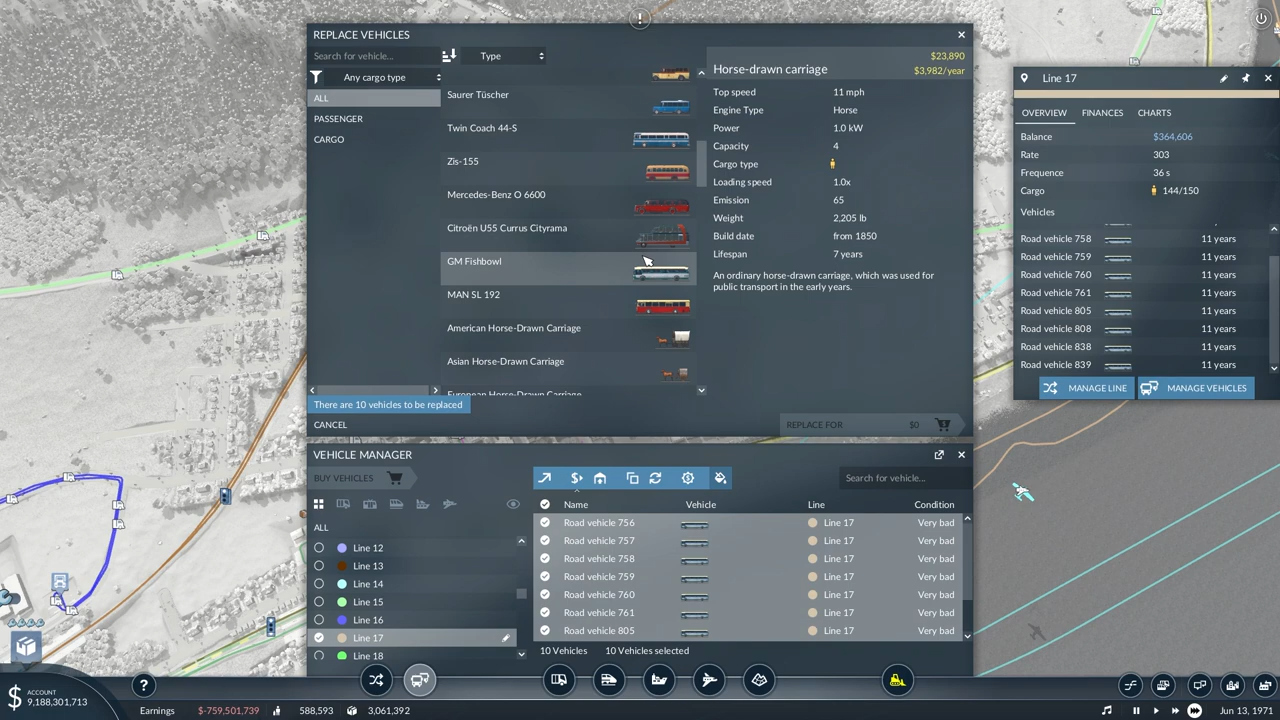 REPLACE VEHICLES
Search for vehicle...
Type
Any cargo type
ALL
PASSENGER
CARGO
Saurer Tüscher
Twin Coach 44-S
Zis-155
Mercedes-Benz O 6600
Citroën U55 Currus Cityrama
GM Fishbowl
MAN SL 192
American Horse-Drawn Carriage
Asian Horse-Drawn Carriage
European Horse-Drawn Carriage
$23,890
Horse-drawn carriage
$3,982/year
Top speed 11 mph
Engine Type Horse
Power 1.0 kW
Capacity 4
Cargo type
Loading speed 1.0x
Emission 65
Weight 2,205 lb
Build date from 1850
Lifespan 7 years
An ordinary horse-drawn carriage, which was used for
public transport in the early years.
There are 10 vehicles to be replaced
CANCEL
REPLACE FOR $0
Line 17
OVERVIEW FINANCES CHARTS
Balance $364,606
Rate 303
Frequence 36 s
Cargo 144/150
Vehicles
Road vehicle 758 11 years
Road vehicle 759 11 years
Road vehicle 760 11 years
Road vehicle 761 11 years
Road vehicle 805 11 years
Road vehicle 808 11 years
Road vehicle 838 11 years
Road vehicle 839 11 years
MANAGE LINE MANAGE VEHICLES
VEHICLE MANAGER
BUY VEHICLES
Search for vehicle...
ALL
Line 12
Line 13
Line 14
Line 15
Line 16
Line 17
Line 18
Name Vehicle Line Condition
Road vehicle 756 Line 17 Very bad
Road vehicle 757 Line 17 Very bad
Road vehicle 758 Line 17 Very bad
Road vehicle 759 Line 17 Very bad
Road vehicle 760 Line 17 Very bad
Road vehicle 761 Line 17 Very bad
Road vehicle 805 Line 17 Very bad
10 Vehicles 10 Vehicles selected
$ ACCOUNT
9,188,301,713
?
Earnings $-759,501,739 588,593 3,061,392
Jun 13, 1971